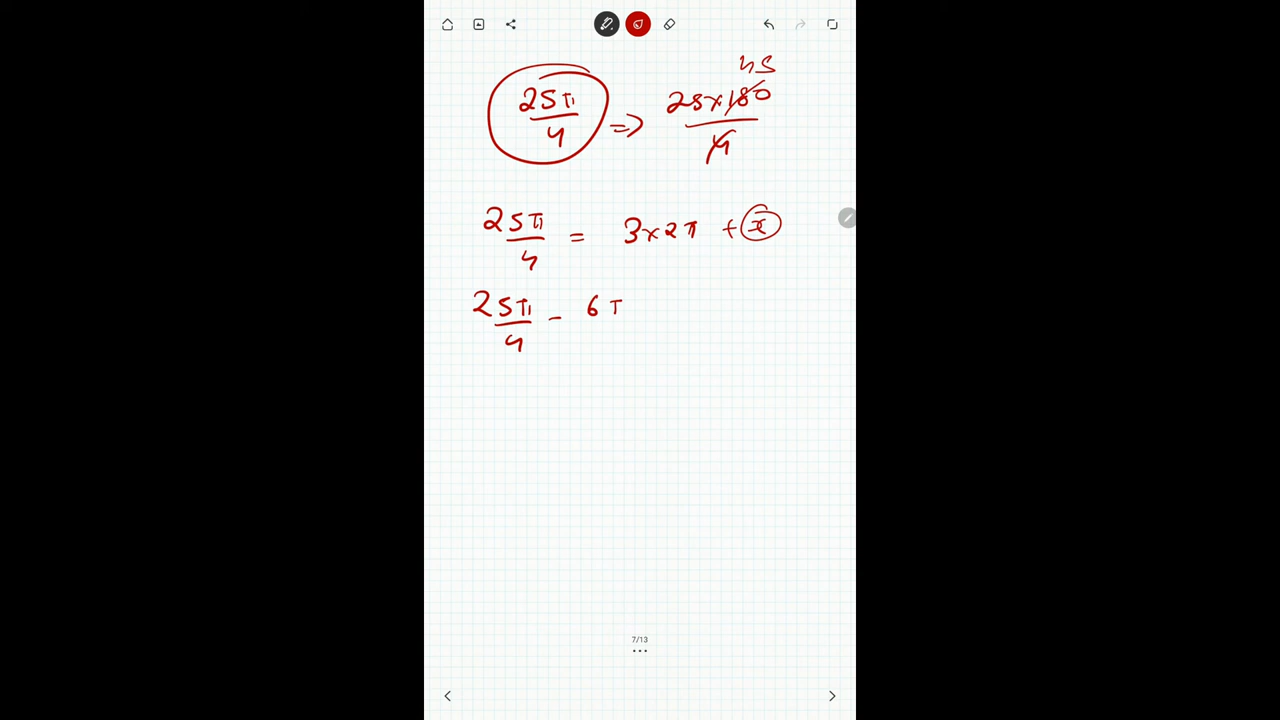 25π/4 => 25×180/4
45
25π/4 = 3×2π + x
25π/4 - 6π
7/13